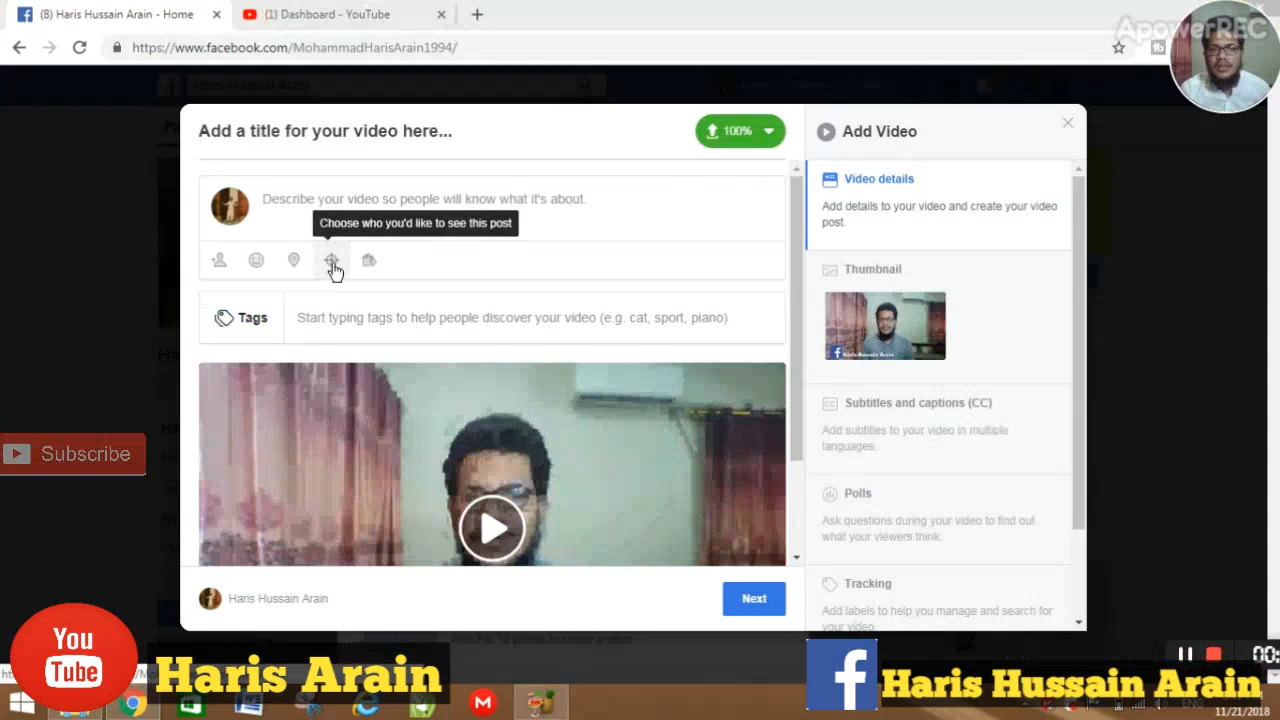 (8) Haris Hussain Arain - Home
(1) Dashboard - YouTube
https://www.facebook.com/MohammadHarisArain1994/
ApowerREC
Add a title for your video here...
100%
Add Video
Describe your video so people will know what it's about.
Choose who you'd like to see this post
Video details
Add details to your video and create your video
post.
Thumbnail
Haris Hussain Arain
Tags
Start typing tags to help people discover your video (e.g. cat, sport, piano)
Subtitles and captions (CC)
Add subtitles to your video in multiple
languages.
Subscribe
Polls
Ask questions during your video to find out
what your viewers think.
Tracking
Add labels to help you manage and search for
your video
Haris Hussain Arain
Next
You
Tube
Haris Arain
Haris Hussain Arain
00:
ENG
11/21/2018